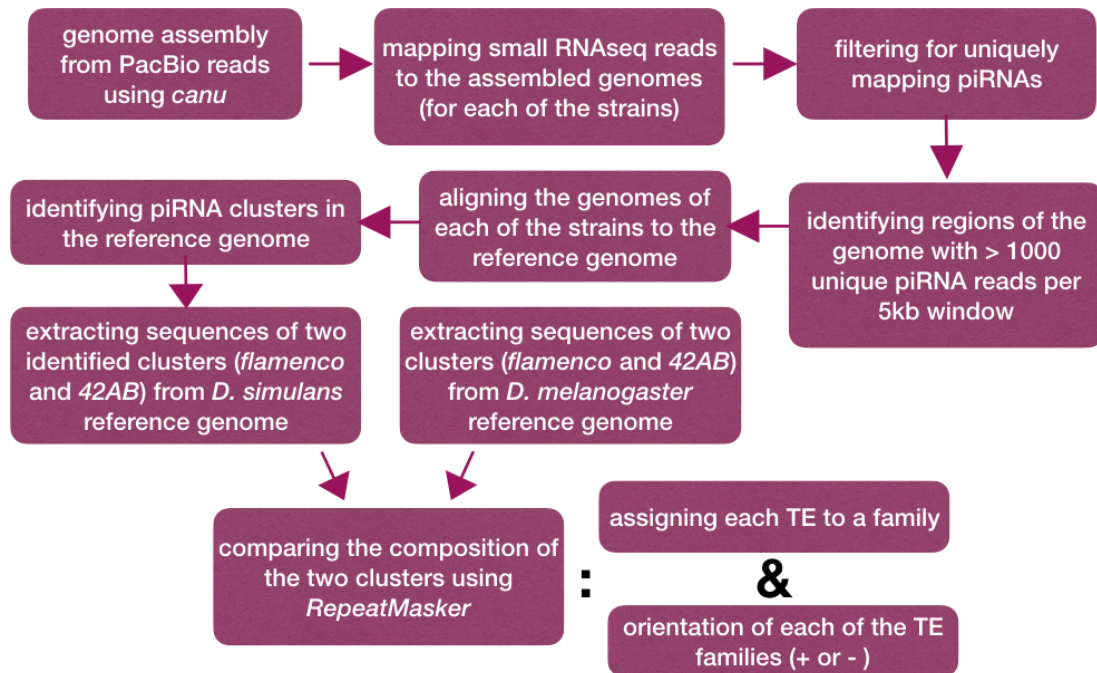 genome assembly
from PacBio reads
using canu
mapping small RNAseq reads
to the assembled genomes
(for each of the strains)
filtering for uniquely
mapping piRNAs
identifying regions of the
genome with > 1000
unique piRNA reads per
5kb window
aligning the genomes of
each of the strains to the
reference genome
identifying piRNA clusters in
the reference genome
extracting sequences of two
identified clusters (flamenco
and 42AB) from D. simulans
reference genome
extracting sequences of two
clusters (flamenco and 42AB)
from D. melanogaster
reference genome
comparing the composition of
the two clusters using
RepeatMasker
:
assigning each TE to a family
&
orientation of each of the TE
families (+ or - )